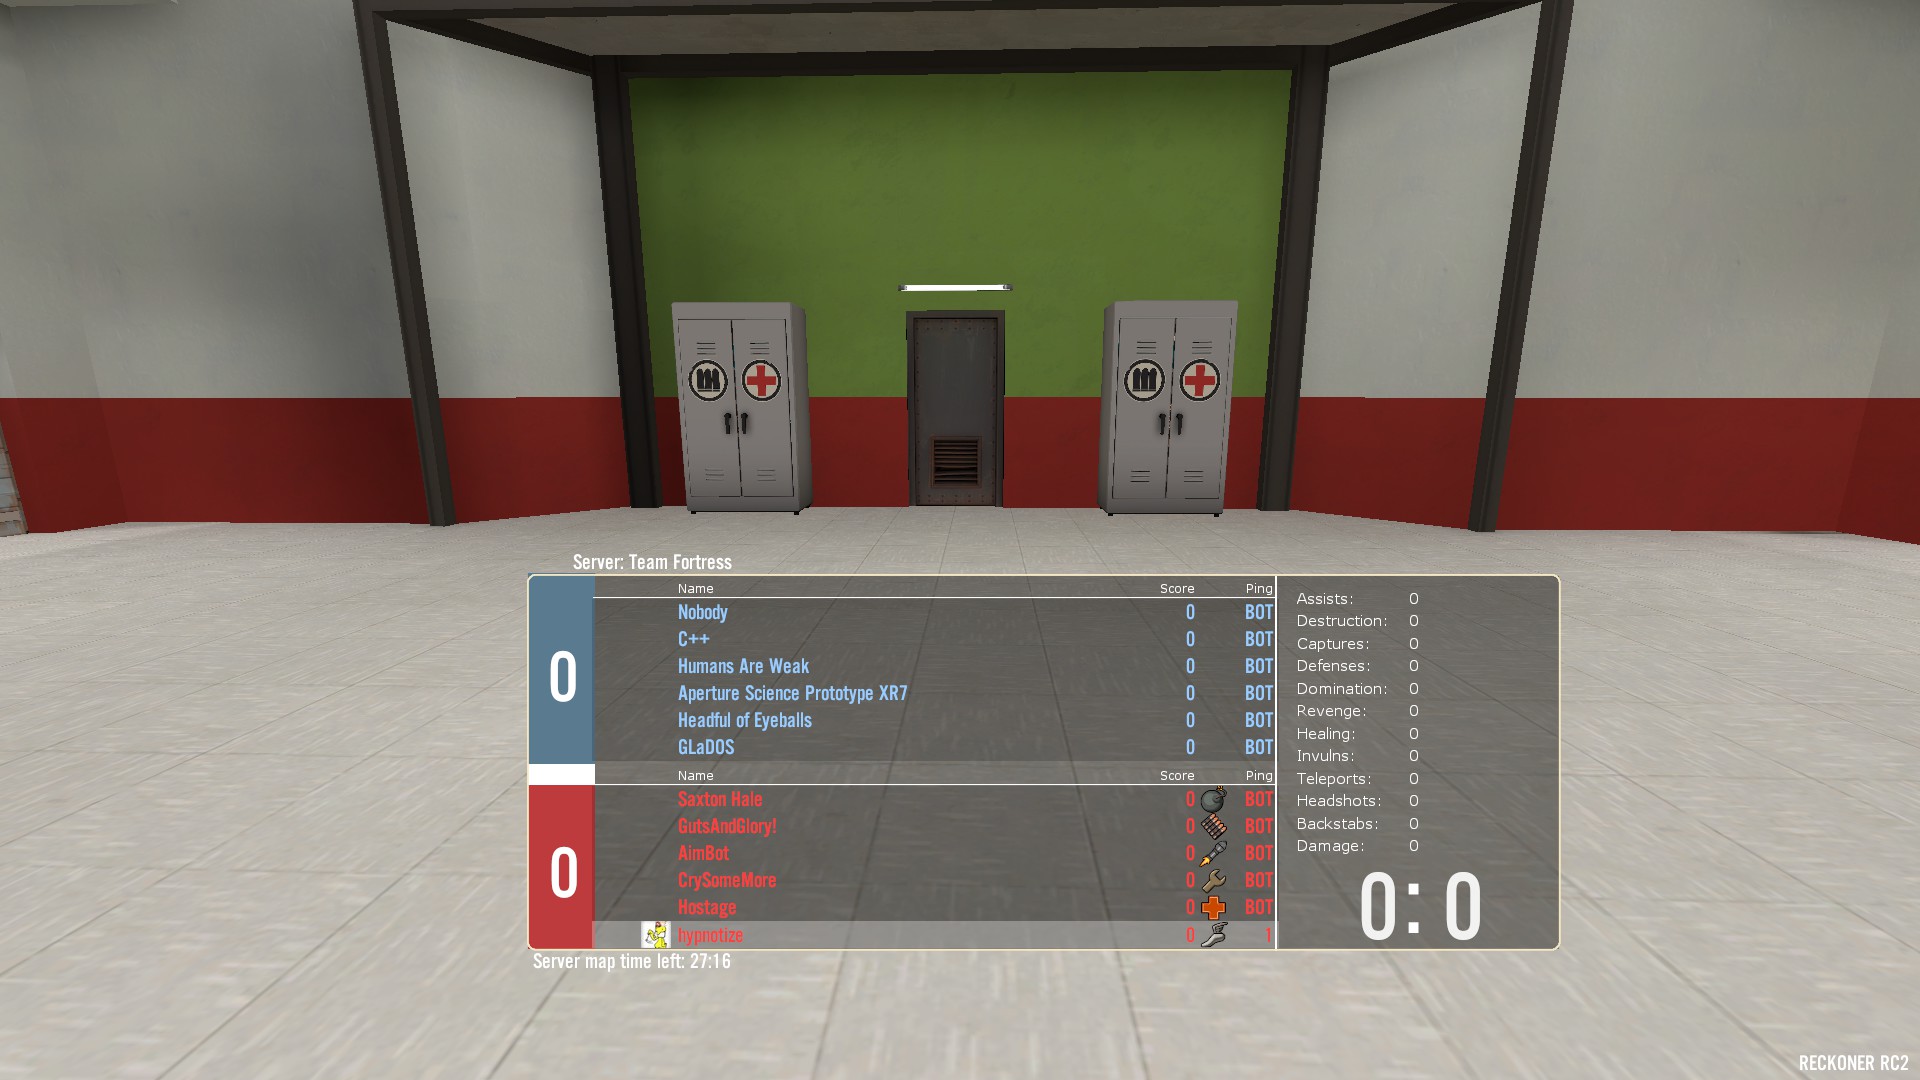 Server: Team Fortress
Name Score Ping
Nobody 0 BOT
C++ 0 BOT
Humans Are Weak 0 BOT
Aperture Science Prototype XR7 0 BOT
Headful of Eyeballs 0 BOT
GLaDOS 0 BOT
0
Name Score Ping
Saxton Hale 0 BOT
GutsAndGlory! 0 BOT
AimBot 0 BOT
CrySomeMore 0 BOT
Hostage 0 BOT
hypnotize 0 1
0
Assists: 0
Destruction: 0
Captures: 0
Defenses: 0
Domination: 0
Revenge: 0
Healing: 0
Invulns: 0
Teleports: 0
Headshots: 0
Backstabs: 0
Damage: 0
0:0
Server map time left: 27:16
RECKONER RC2